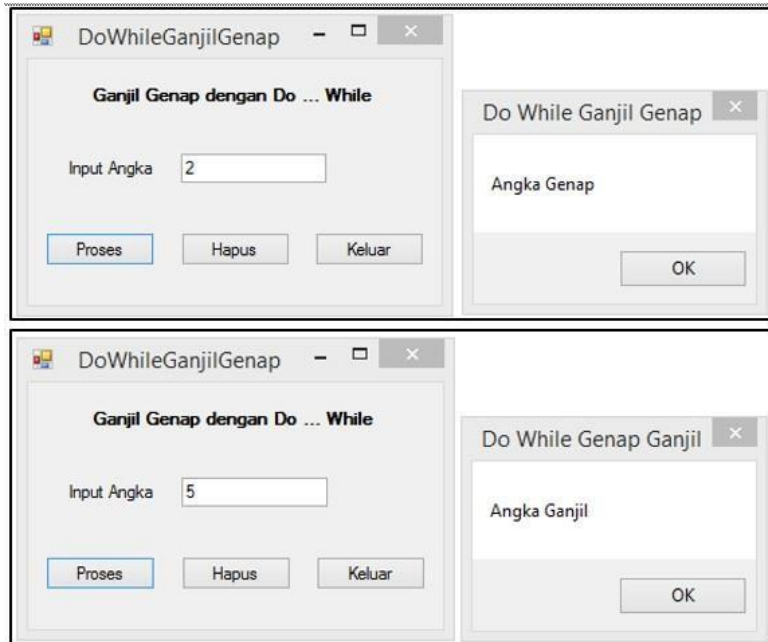 DoWhileGanjilGenap
Ganjil Genap dengan Do ... While
Input Angka 2
Proses Hapus Keluar
Do While Ganjil Genap
Angka Genap
OK
DoWhileGanjilGenap
Ganjil Genap dengan Do ... While
Input Angka 5
Proses Hapus Keluar
Do While Genap Ganjil
Angka Ganjil
OK